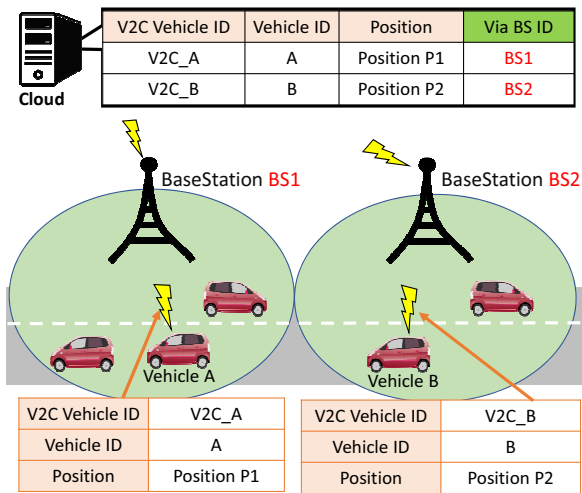 V2C Vehicle ID Vehicle ID Position Via BS ID
V2C_A A Position P1 BS1
V2C_B B Position P2 BS2
Cloud
BaseStation BS1
BaseStation BS2
Vehicle A
Vehicle B
V2C Vehicle ID V2C_A
Vehicle ID A
Position Position P1
V2C Vehicle ID V2C_B
Vehicle ID B
Position Position P2